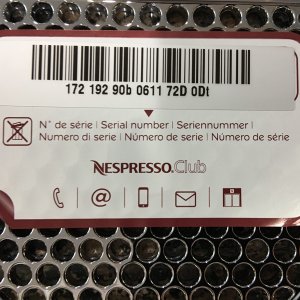 172 192 90b 0611 72D 0Dt
N° de série | Serial number | Seriennummer |
Numero di serie | Número de serie | Número de série
NESPRESSO.Club
@